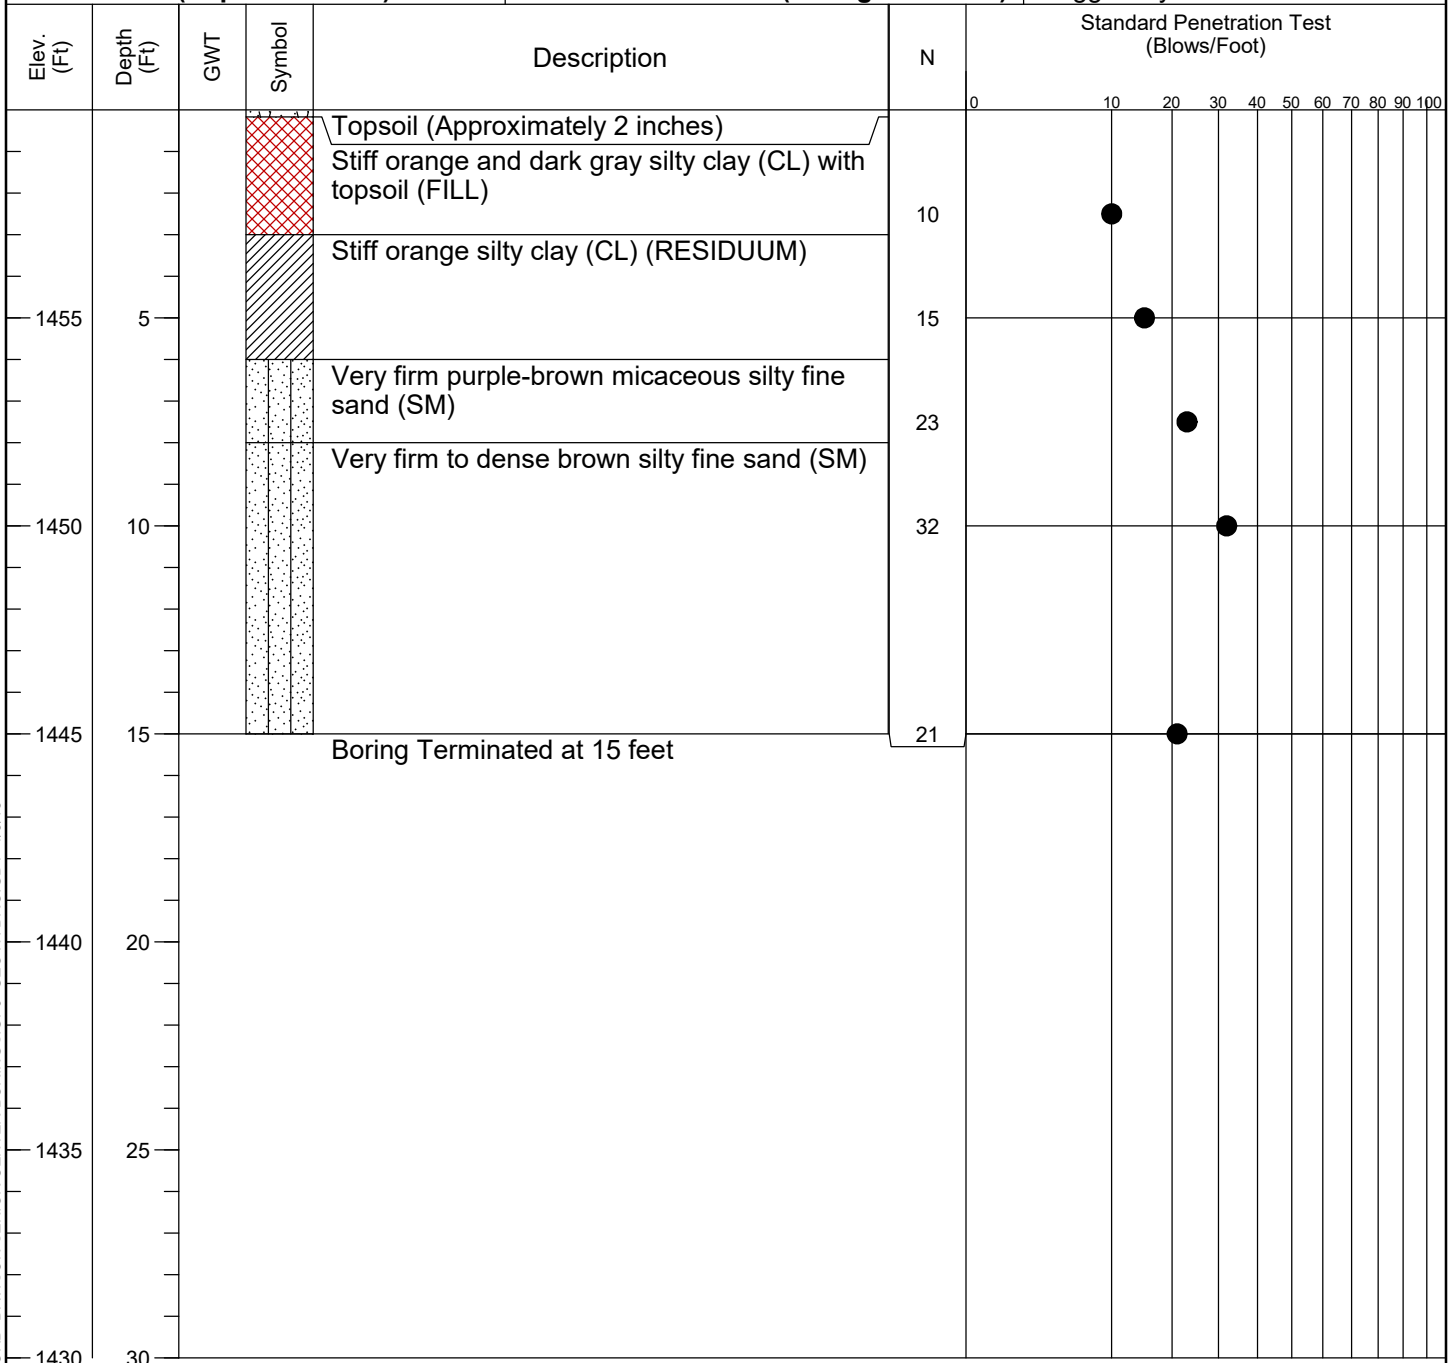 Elev.
(Ft)
Depth
(Ft)
GWT
Symbol
Description
N
Standard Penetration Test
(Blows/Foot)
0 10 20 30 40 50 60 70 80 90 100
Topsoil (Approximately 2 inches)
Stiff orange and dark gray silty clay (CL) with
topsoil (FILL)
10
Stiff orange silty clay (CL) (RESIDUUM)
1455 5 15
Very firm purple-brown micaceous silty fine
sand (SM)
23
Very firm to dense brown silty fine sand (SM)
1450 10 32
1445 15 21
Boring Terminated at 15 feet
1440 20
1435 25
1430 30